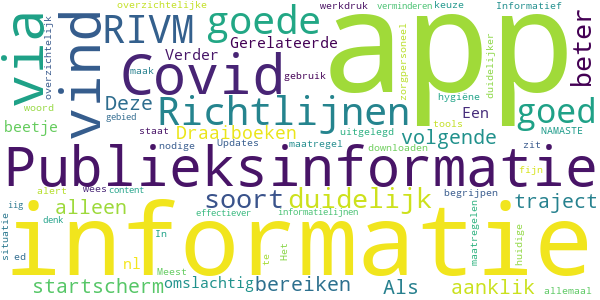 overzichtelijke werkdruk verminderen keuze Informatief
overzichtelijk via vind RIVM goede app beter
Gerelateerde zorgpersoneel duidelijker
Verder Covid gebruik
maak
Deze Richtlijnen goed
woord gebied Een hygiëne
beetje staat Draaiboeken uitgelegd volgende tools NAMASTE
nodige Updates maatregel downloaden zit
Publieksinformatie
alert wees content soort duidelijk begrijpen fijn
iig alleen traject
informatie
situatie denk effectiever informatielijnen maatregelen huidige
In te Het
ed nl Meest omslachtig bereiken Als aanklik allemaal
startscherm